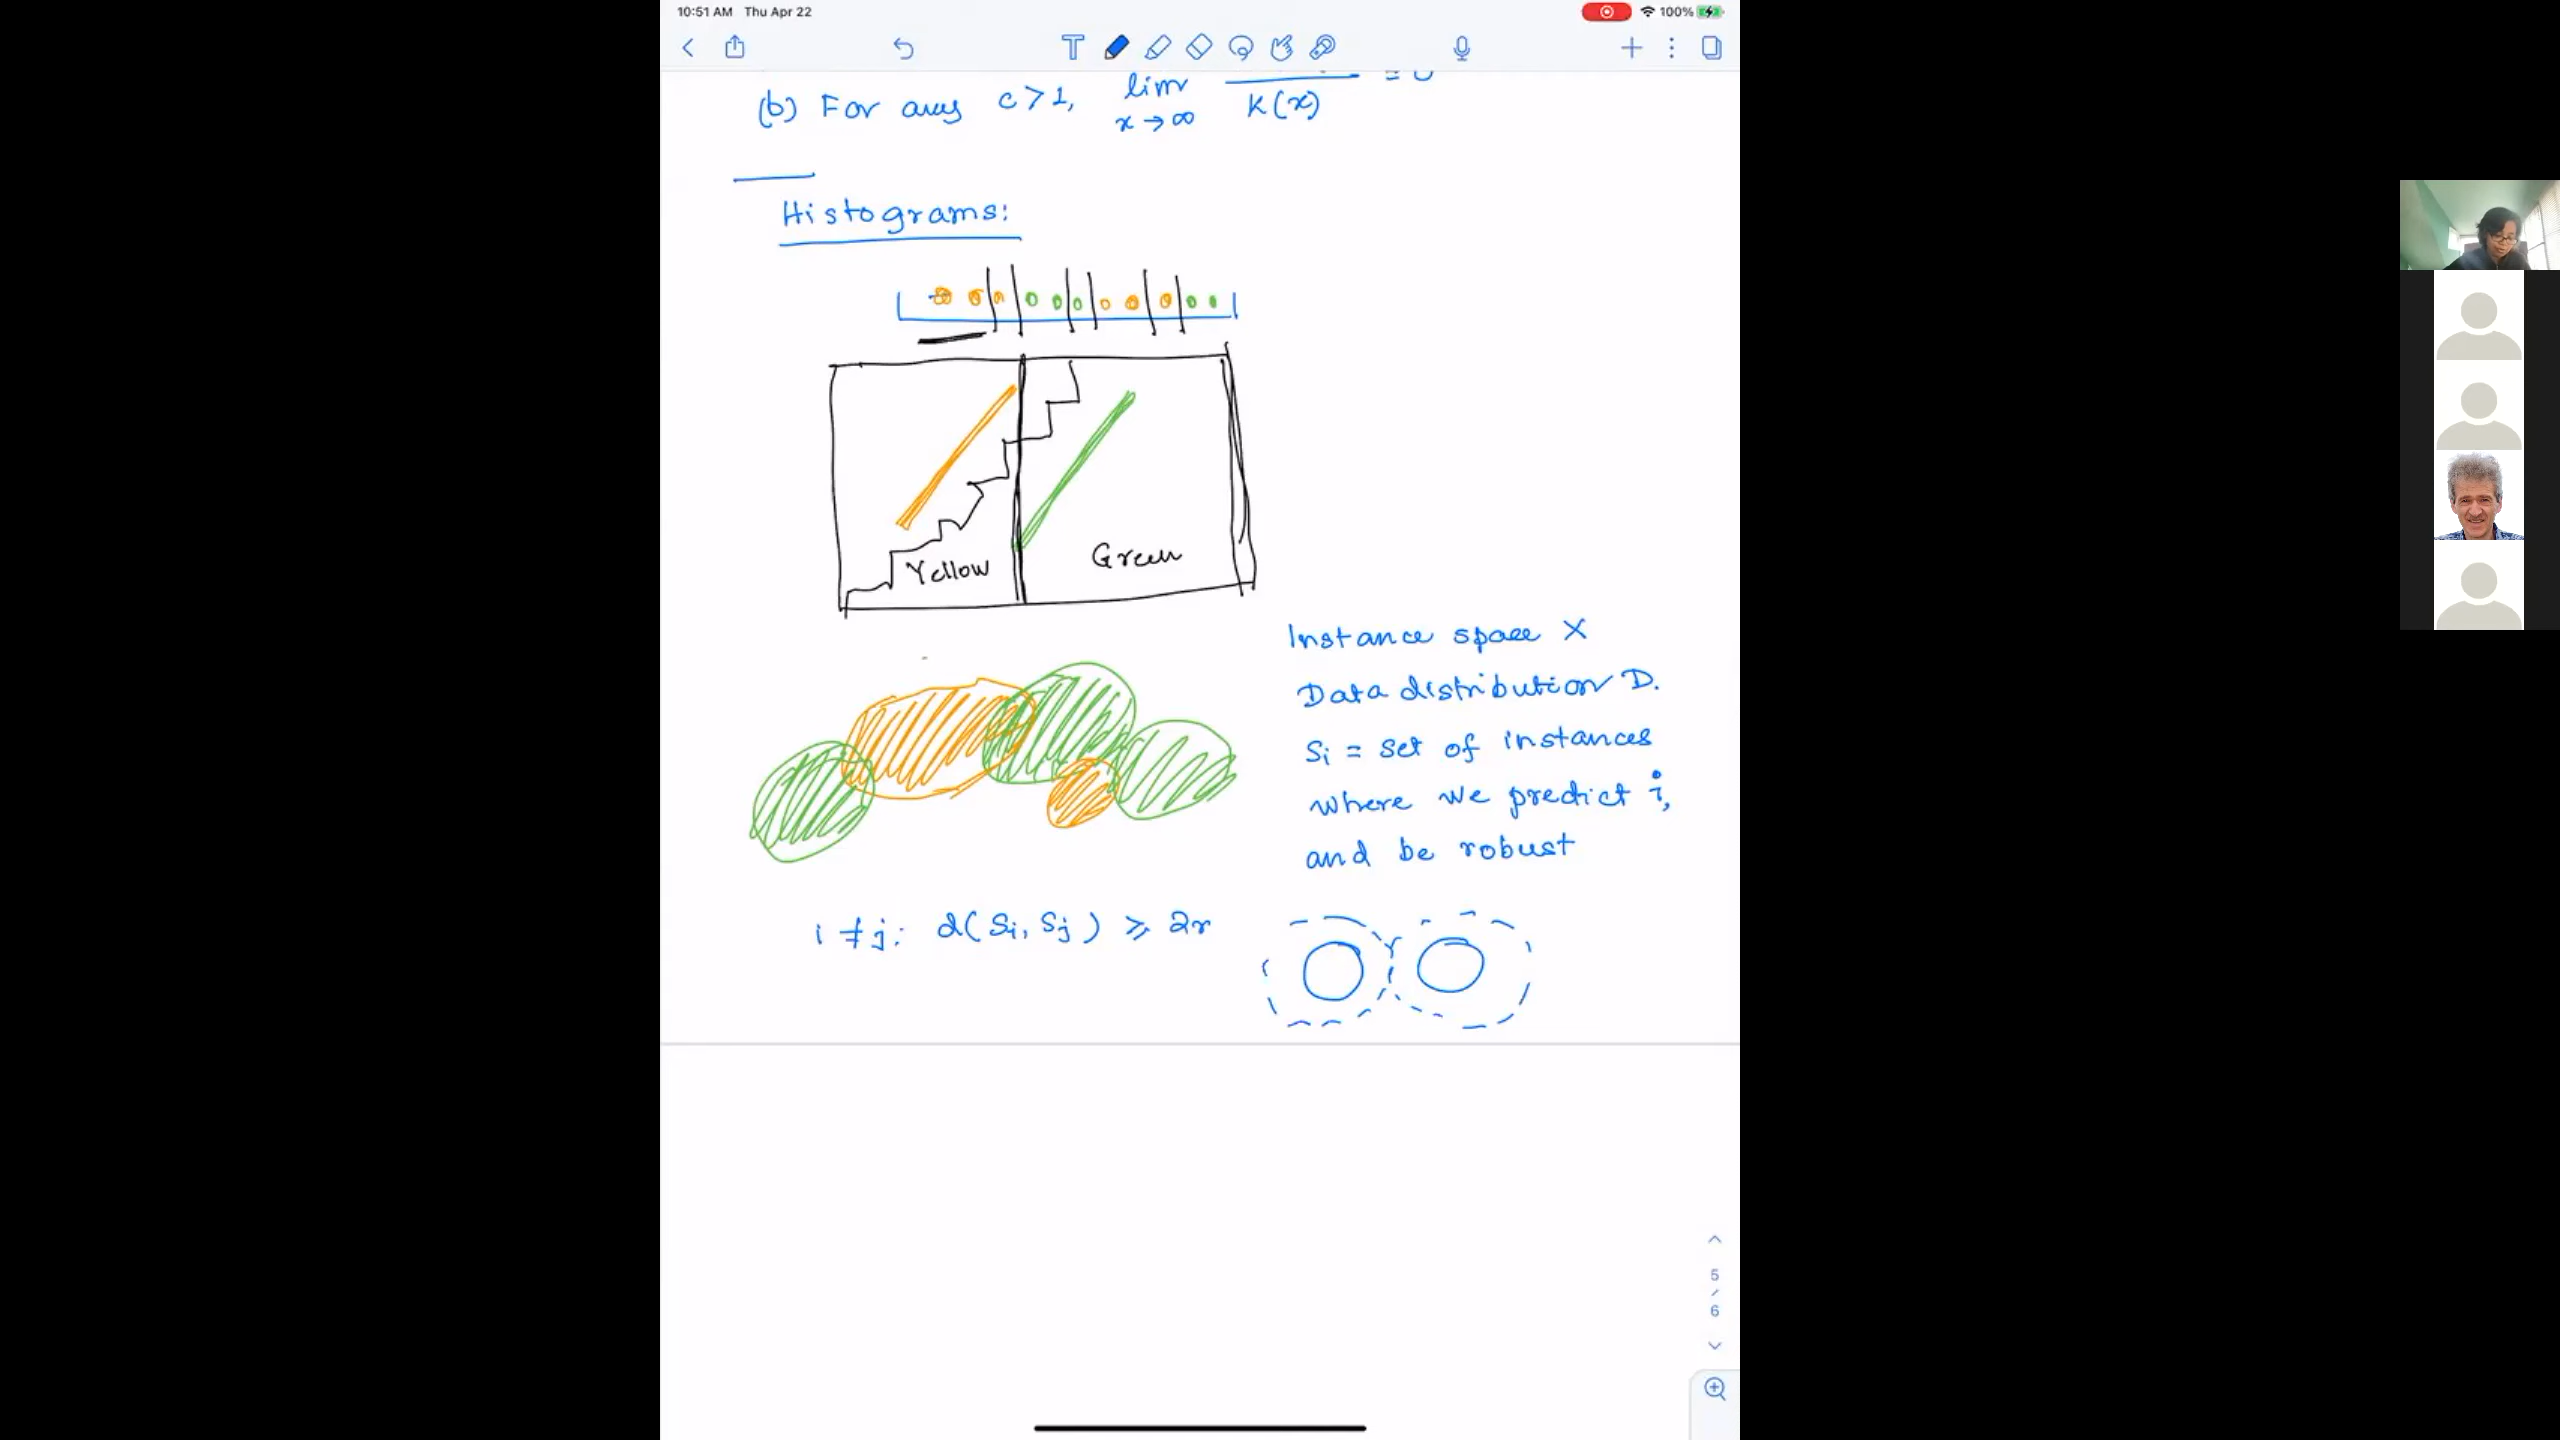 10:51 AM Thu Apr 22
100%
(b) For any c > 1, lim x → ∞ K(x) = 0
Histograms:
Yellow
Green
Instance space X
Data distribution D.
Si = set of instances
where we predict i,
and be robust
i ≠ j: d(Si, Sj) ⩾ 2r
5
/
6